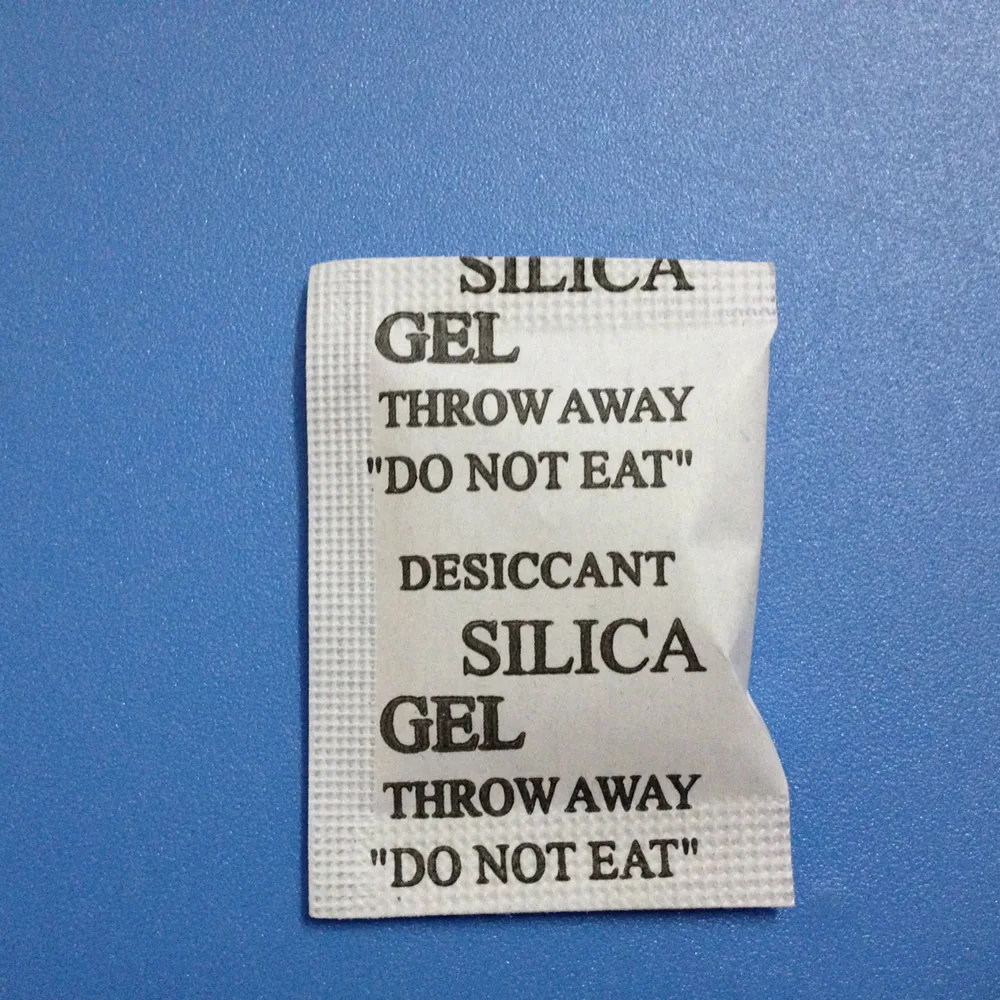 SILICA
GEL
THROW AWAY
"DO NOT EAT"
DESICCANT
SILICA
GEL
THROW AWAY
"DO NOT EAT"